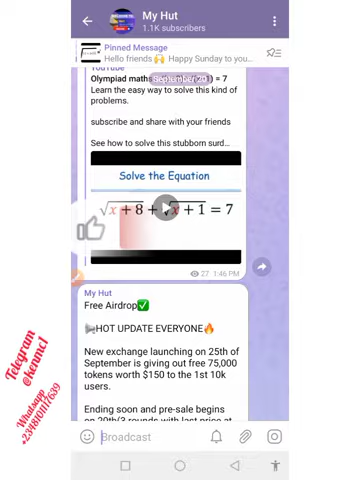 My Hut
1.1K subscribers
Pinned Message
Hello friends 🙌 Happy Sunday to you...
YouTube
Olympiad maths
) = 7
September 20
Learn the easy way to solve this kind of
problems.
subscribe and share with your friends
See how to solve this stubborn surd...
Solve the Equation
√x + 8 + √x + 1 = 7
27 1:46 PM
My Hut
Free Airdrop✅
📢HOT UPDATE EVERYONE🔥
New exchange launching on 25th of
September is giving out free 75,000
tokens worth $150 to the 1st 10k
users.
Ending soon and pre-sale begins
on 20th(3 rounds with last price at
Broadcast
Telegram
@kenmc1
Whatsapp